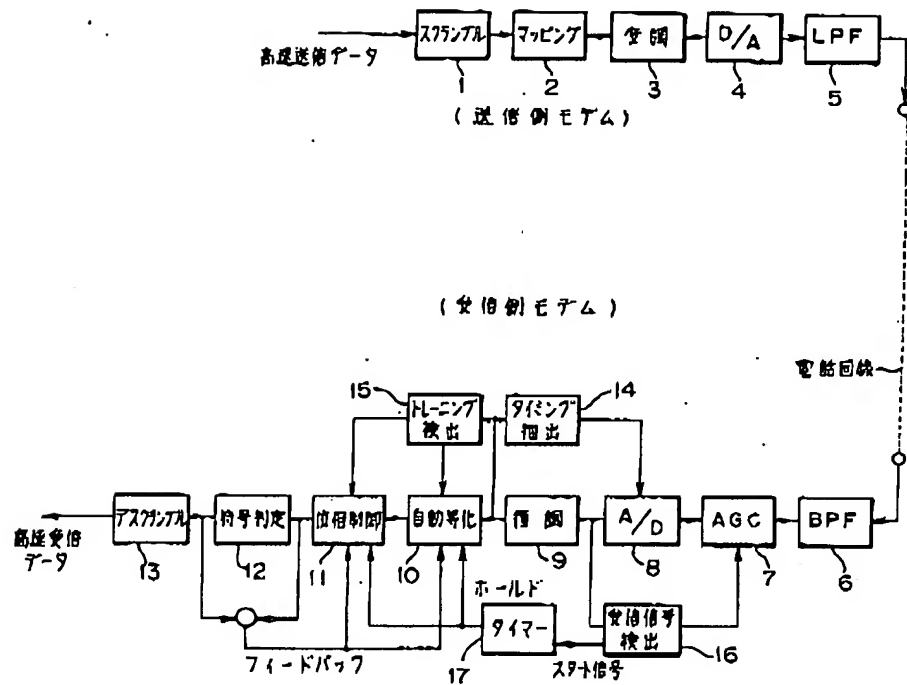 高速送信データ
スクランブル
マッピング
変調
D/A
LPF
1
2
3
4
5
(送信側モデム)
(受信側モデム)
電話回線
15
トレーニング
検出
タイミング
抽出
14
高速受信
データ
デスクランブル
符号判定
位相制御
自動等化
復調
A/D
AGC
BPF
13
12
11
10
9
8
7
6
ホールド
タイマー
17
受信信号
検出
16
フィードバック
スタート信号